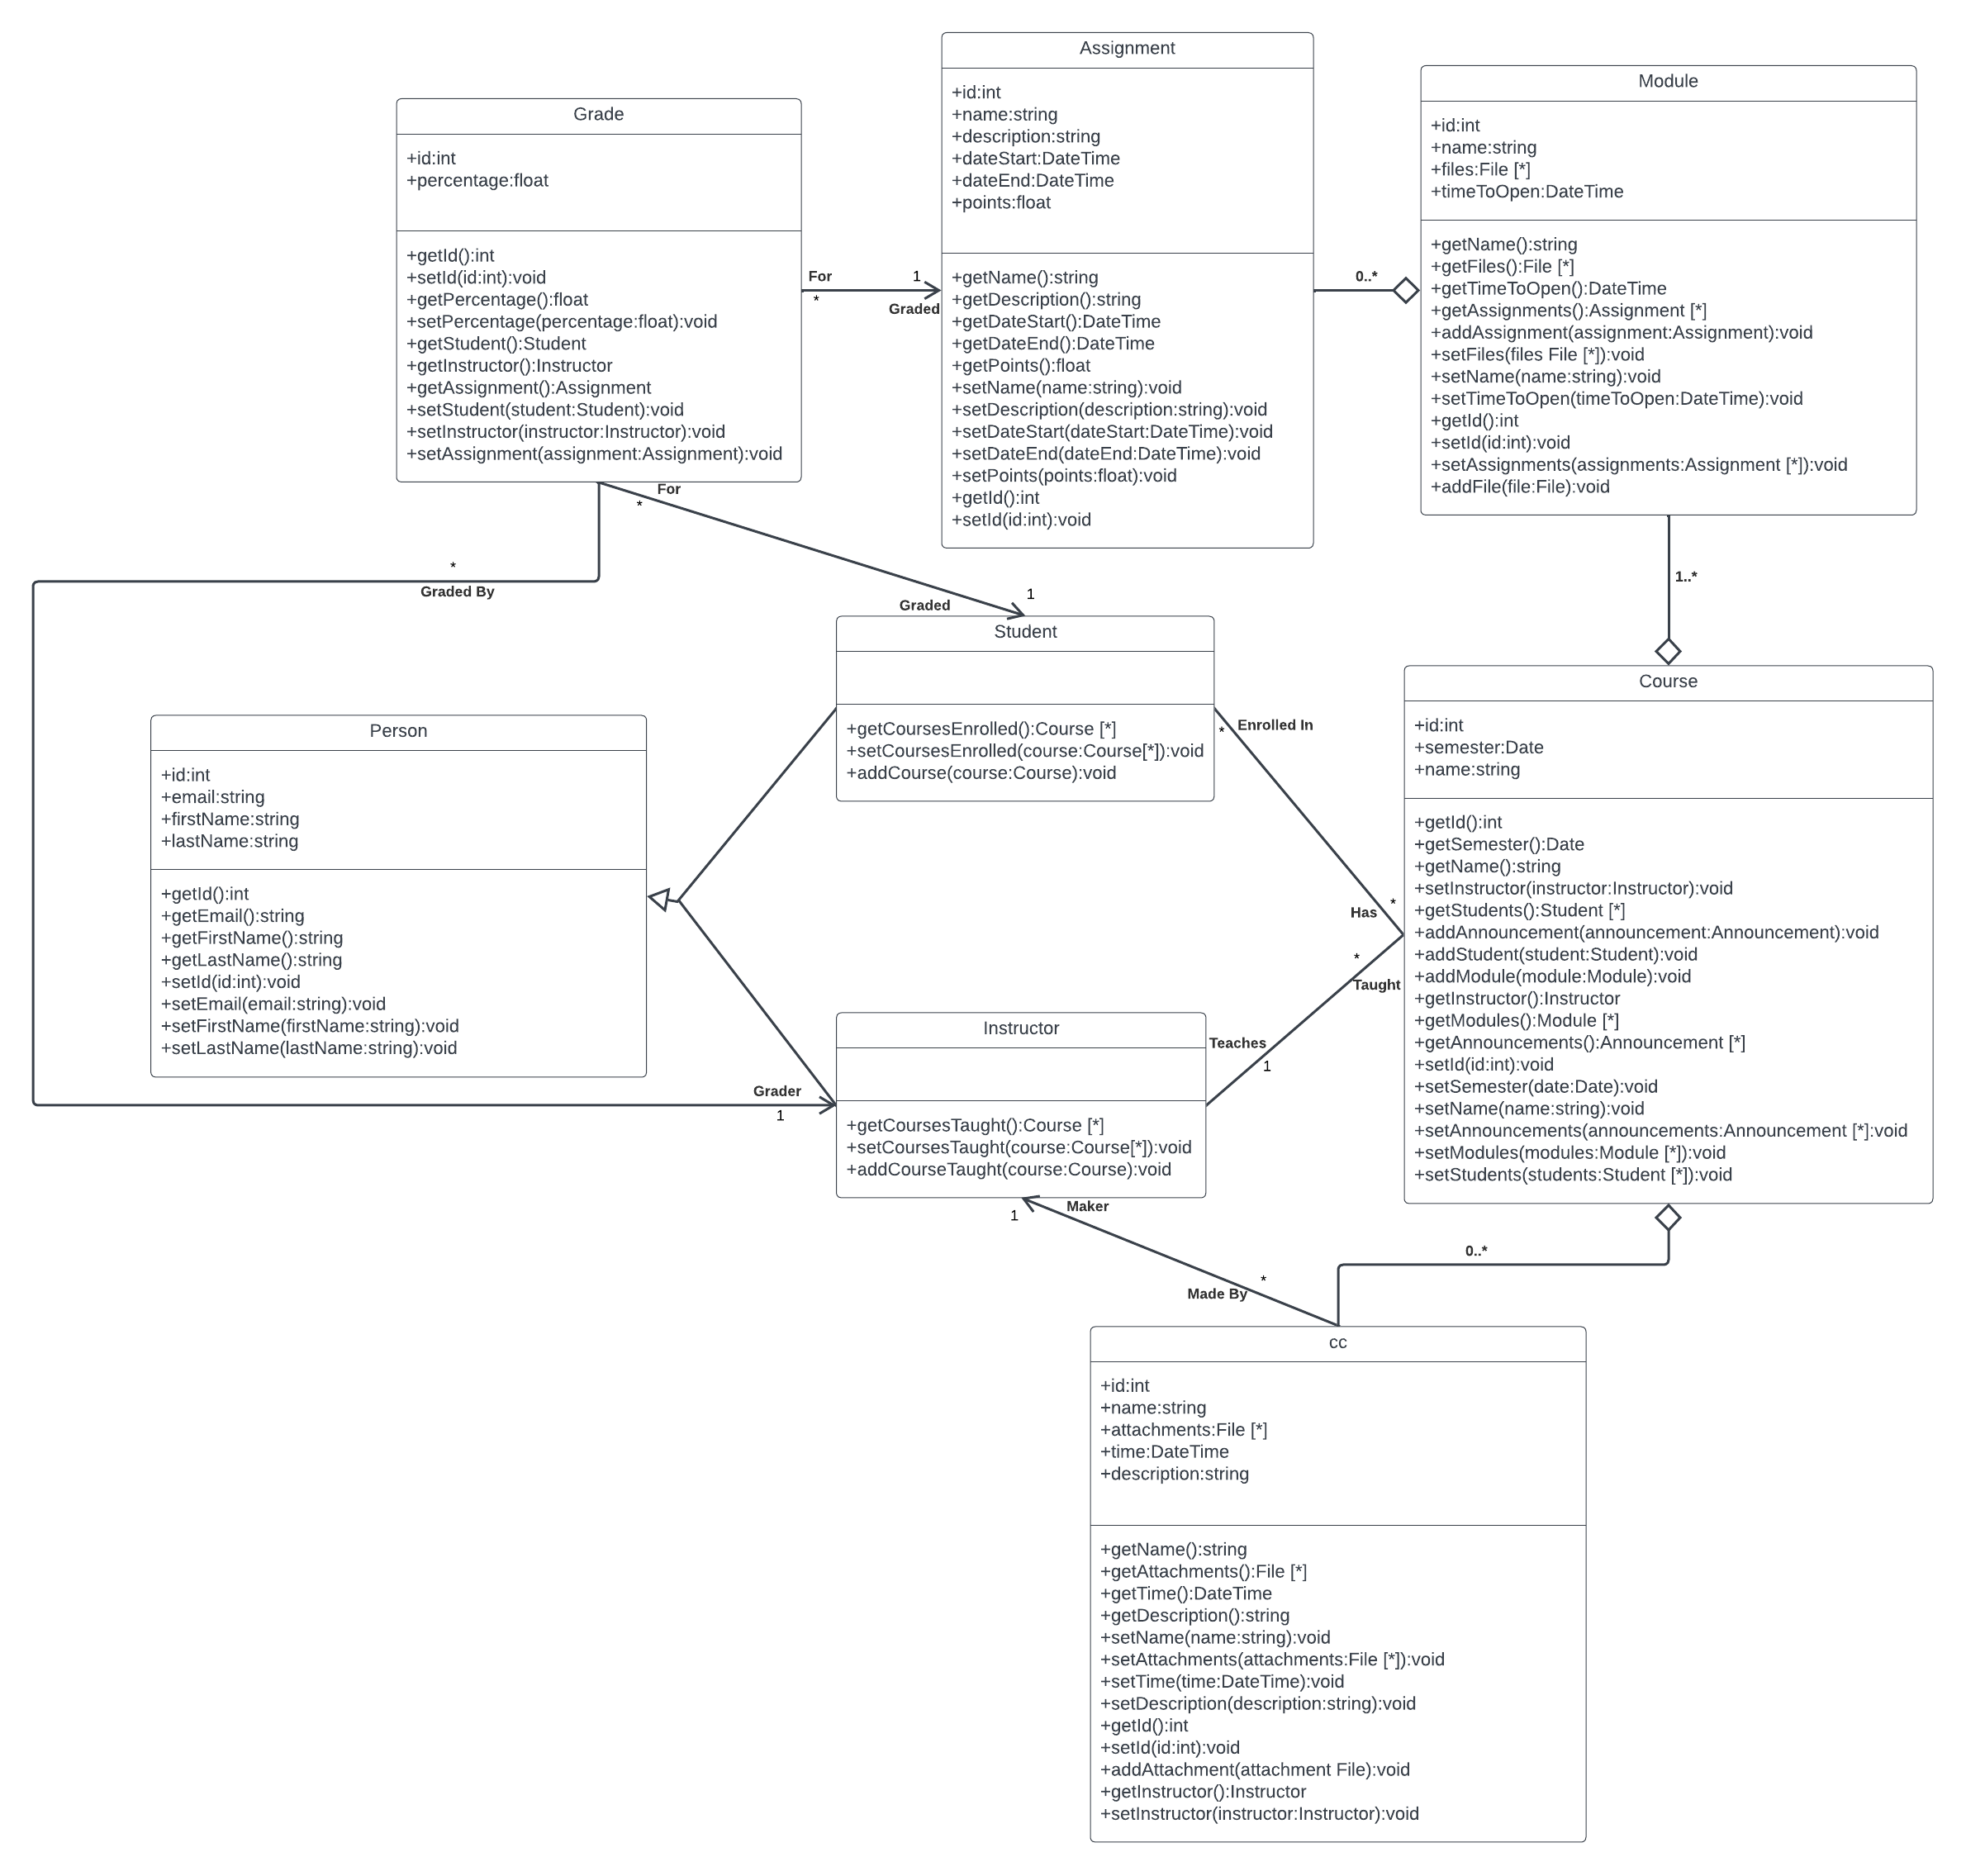 Assignment
+id:int
+name:string
+description:string
+dateStart:DateTime
+dateEnd:DateTime
+points:float
+getName():string
+getDescription():string
+getDateStart():DateTime
+getDateEnd():DateTime
+getPoints():float
+setName(name:string):void
+setDescription(description:string):void
+setDateStart(dateStart:DateTime):void
+setDateEnd(dateEnd:DateTime):void
+setPoints(points:float):void
+getId():int
+setId(id:int):void
Module
+id:int
+name:string
+files:File [*]
+timeToOpen:DateTime
+getName():string
+getFiles():File [*]
+getTimeToOpen():DateTime
+getAssignments():Assignment [*]
+addAssignment(assignment:Assignment):void
+setFiles(files File [*]):void
+setName(name:string):void
+setTimeToOpen(timeToOpen:DateTime):void
+getId():int
+setId(id:int):void
+setAssignments(assignments:Assignment [*]):void
+addFile(file:File):void
Grade
+id:int
+percentage:float
+getId():int
+setId(id:int):void
+getPercentage():float
+setPercentage(percentage:float):void
+getStudent():Student
+getInstructor():Instructor
+getAssignment():Assignment
+setStudent(student:Student):void
+setInstructor(instructor:Instructor):void
+setAssignment(assignment:Assignment):void
For
*
1
Graded
0..*
For
*
1
Graded
*
Graded By
1..*
Student
+getCoursesEnrolled():Course [*]
+setCoursesEnrolled(course:Course[*]):void
+addCourse(course:Course):void
Person
+id:int
+email:string
+firstName:string
+lastName:string
+getId():int
+getEmail():string
+getFirstName():string
+getLastName():string
+setId(id:int):void
+setEmail(email:string):void
+setFirstName(firstName:string):void
+setLastName(lastName:string):void
Enrolled In
*
Has
*
*
Taught
Teaches
1
Course
+id:int
+semester:Date
+name:string
+getId():int
+getSemester():Date
+getName():string
+setInstructor(instructor:Instructor):void
+getStudents():Student [*]
+addAnnouncement(announcement:Announcement):void
+addStudent(student:Student):void
+addModule(module:Module):void
+getInstructor():Instructor
+getModules():Module [*]
+getAnnouncements():Announcement [*]
+setId(id:int):void
+setSemester(date:Date):void
+setName(name:string):void
+setAnnouncements(announcements:Announcement [*]:void
+setModules(modules:Module [*]):void
+setStudents(students:Student [*]):void
Instructor
+getCoursesTaught():Course [*]
+setCoursesTaught(course:Course[*]):void
+addCourseTaught(course:Course):void
Grader
1
Maker
1
*
Made By
0..*
cc
+id:int
+name:string
+attachments:File [*]
+time:DateTime
+description:string
+getName():string
+getAttachments():File [*]
+getTime():DateTime
+getDescription():string
+setName(name:string):void
+setAttachments(attachments:File [*]):void
+setTime(time:DateTime):void
+setDescription(description:string):void
+getId():int
+setId(id:int):void
+addAttachment(attachment File):void
+getInstructor():Instructor
+setInstructor(instructor:Instructor):void